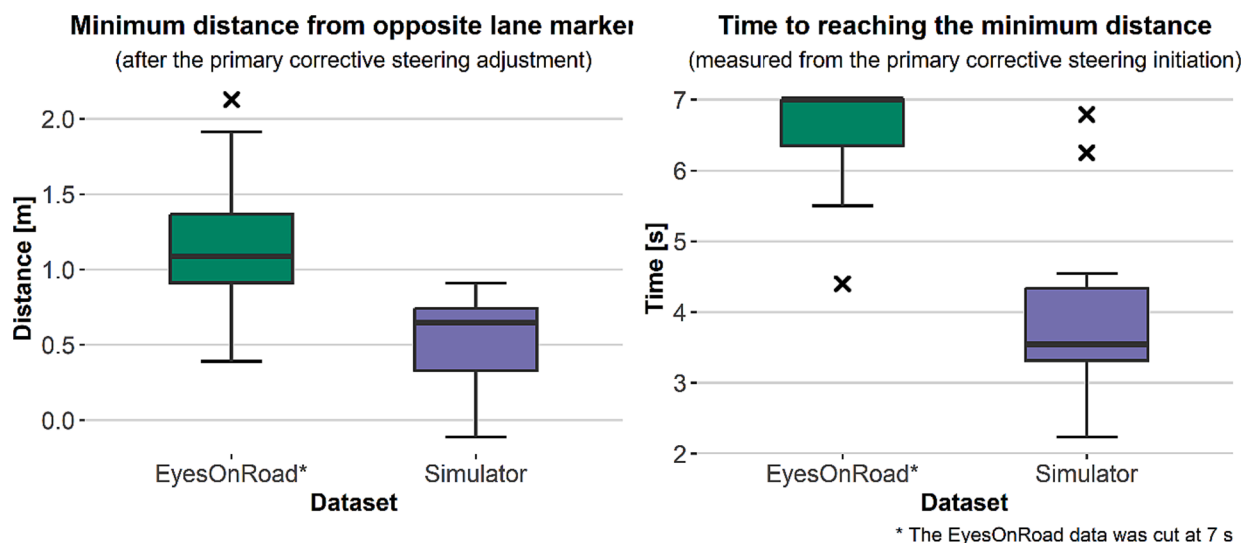 Minimum distance from opposite lane marker
(after the primary corrective steering adjustment)
Distance [m]
2.0
1.5
1.0
0.5
0.0
EyesOnRoad*
Simulator
Dataset
Time to reaching the minimum distance
(measured from the primary corrective steering initiation)
Time [s]
7
6
5
4
3
2
EyesOnRoad*
Simulator
Dataset
* The EyesOnRoad data was cut at 7 s